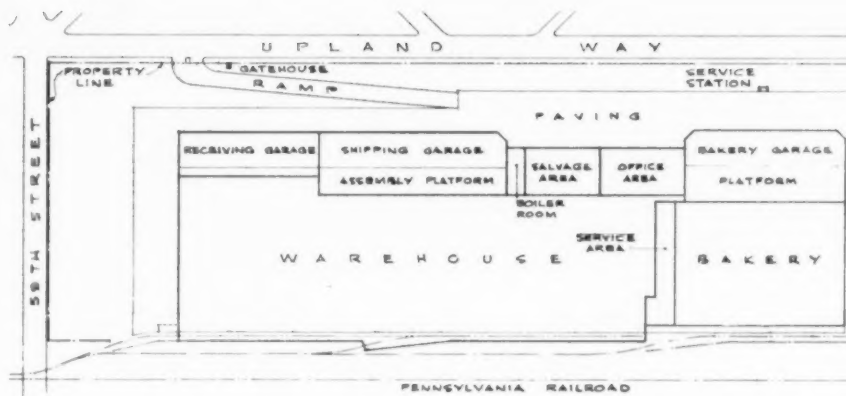 UPLAND WAY
PROPERTY LINE
GATEHOUSE
RAMP
SERVICE STATION
PAVING
59TH STREET
RECEIVING GARAGE
SHIPPING GARAGE
ASSEMBLY PLATFORM
SALVAGE AREA
OFFICE AREA
BAKERY GARAGE
PLATFORM
BOILER ROOM
SERVICE AREA
WAREHOUSE
BAKERY
PENNSYLVANIA RAILROAD